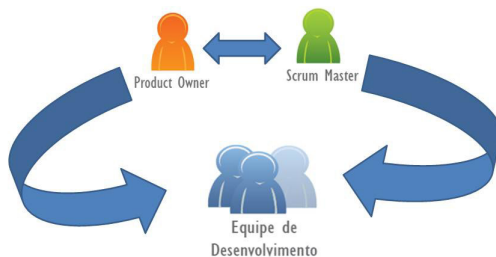 Product Owner
Scrum Master
Equipe de
Desenvolvimento